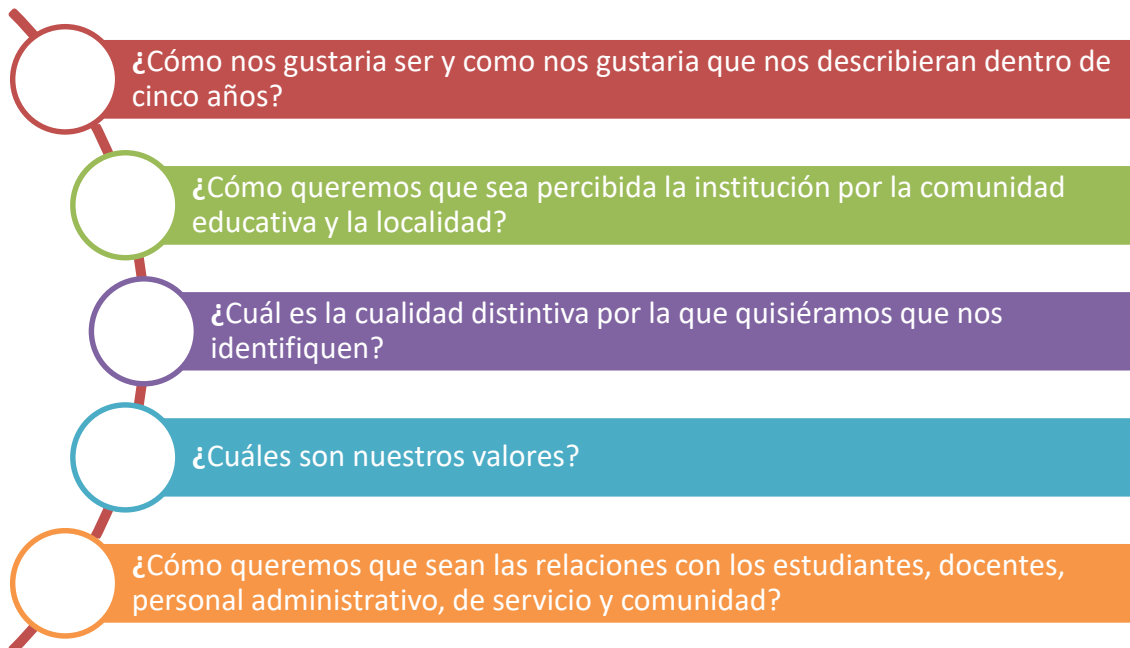 ¿Cómo nos gustaria ser y como nos gustaria que nos describieran dentro de
cinco años?
¿Cómo queremos que sea percibida la institución por la comunidad
educativa y la localidad?
¿Cuál es la cualidad distintiva por la que quisiéramos que nos
identifiquen?
¿Cuáles son nuestros valores?
¿Cómo queremos que sean las relaciones con los estudiantes, docentes,
personal administrativo, de servicio y comunidad?